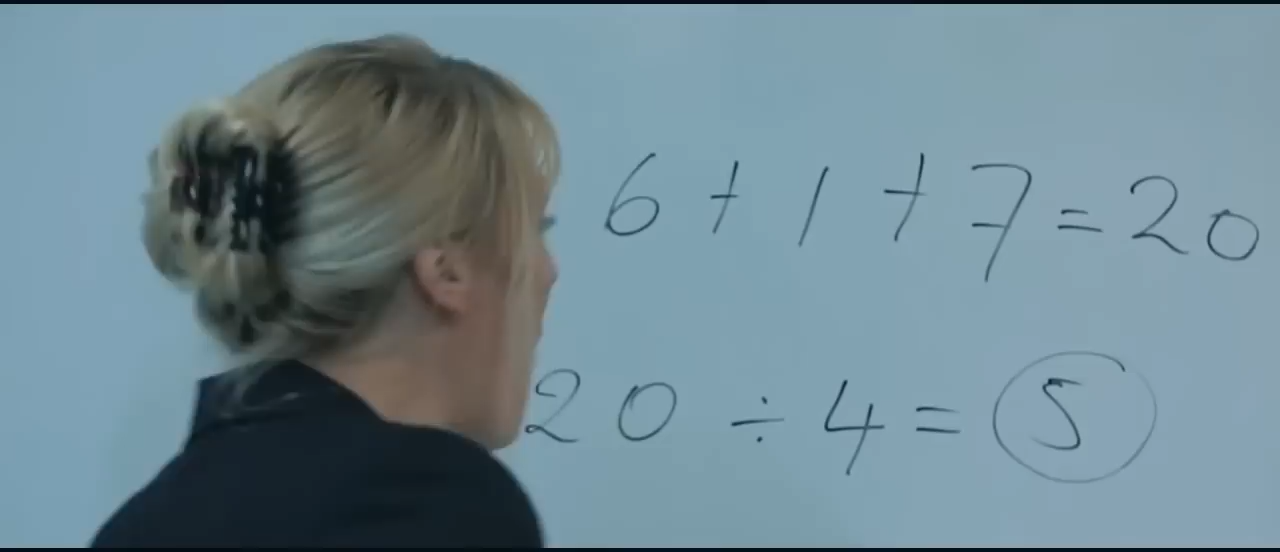 6 + 1 + 7 = 20
20 ÷ 4 = 5